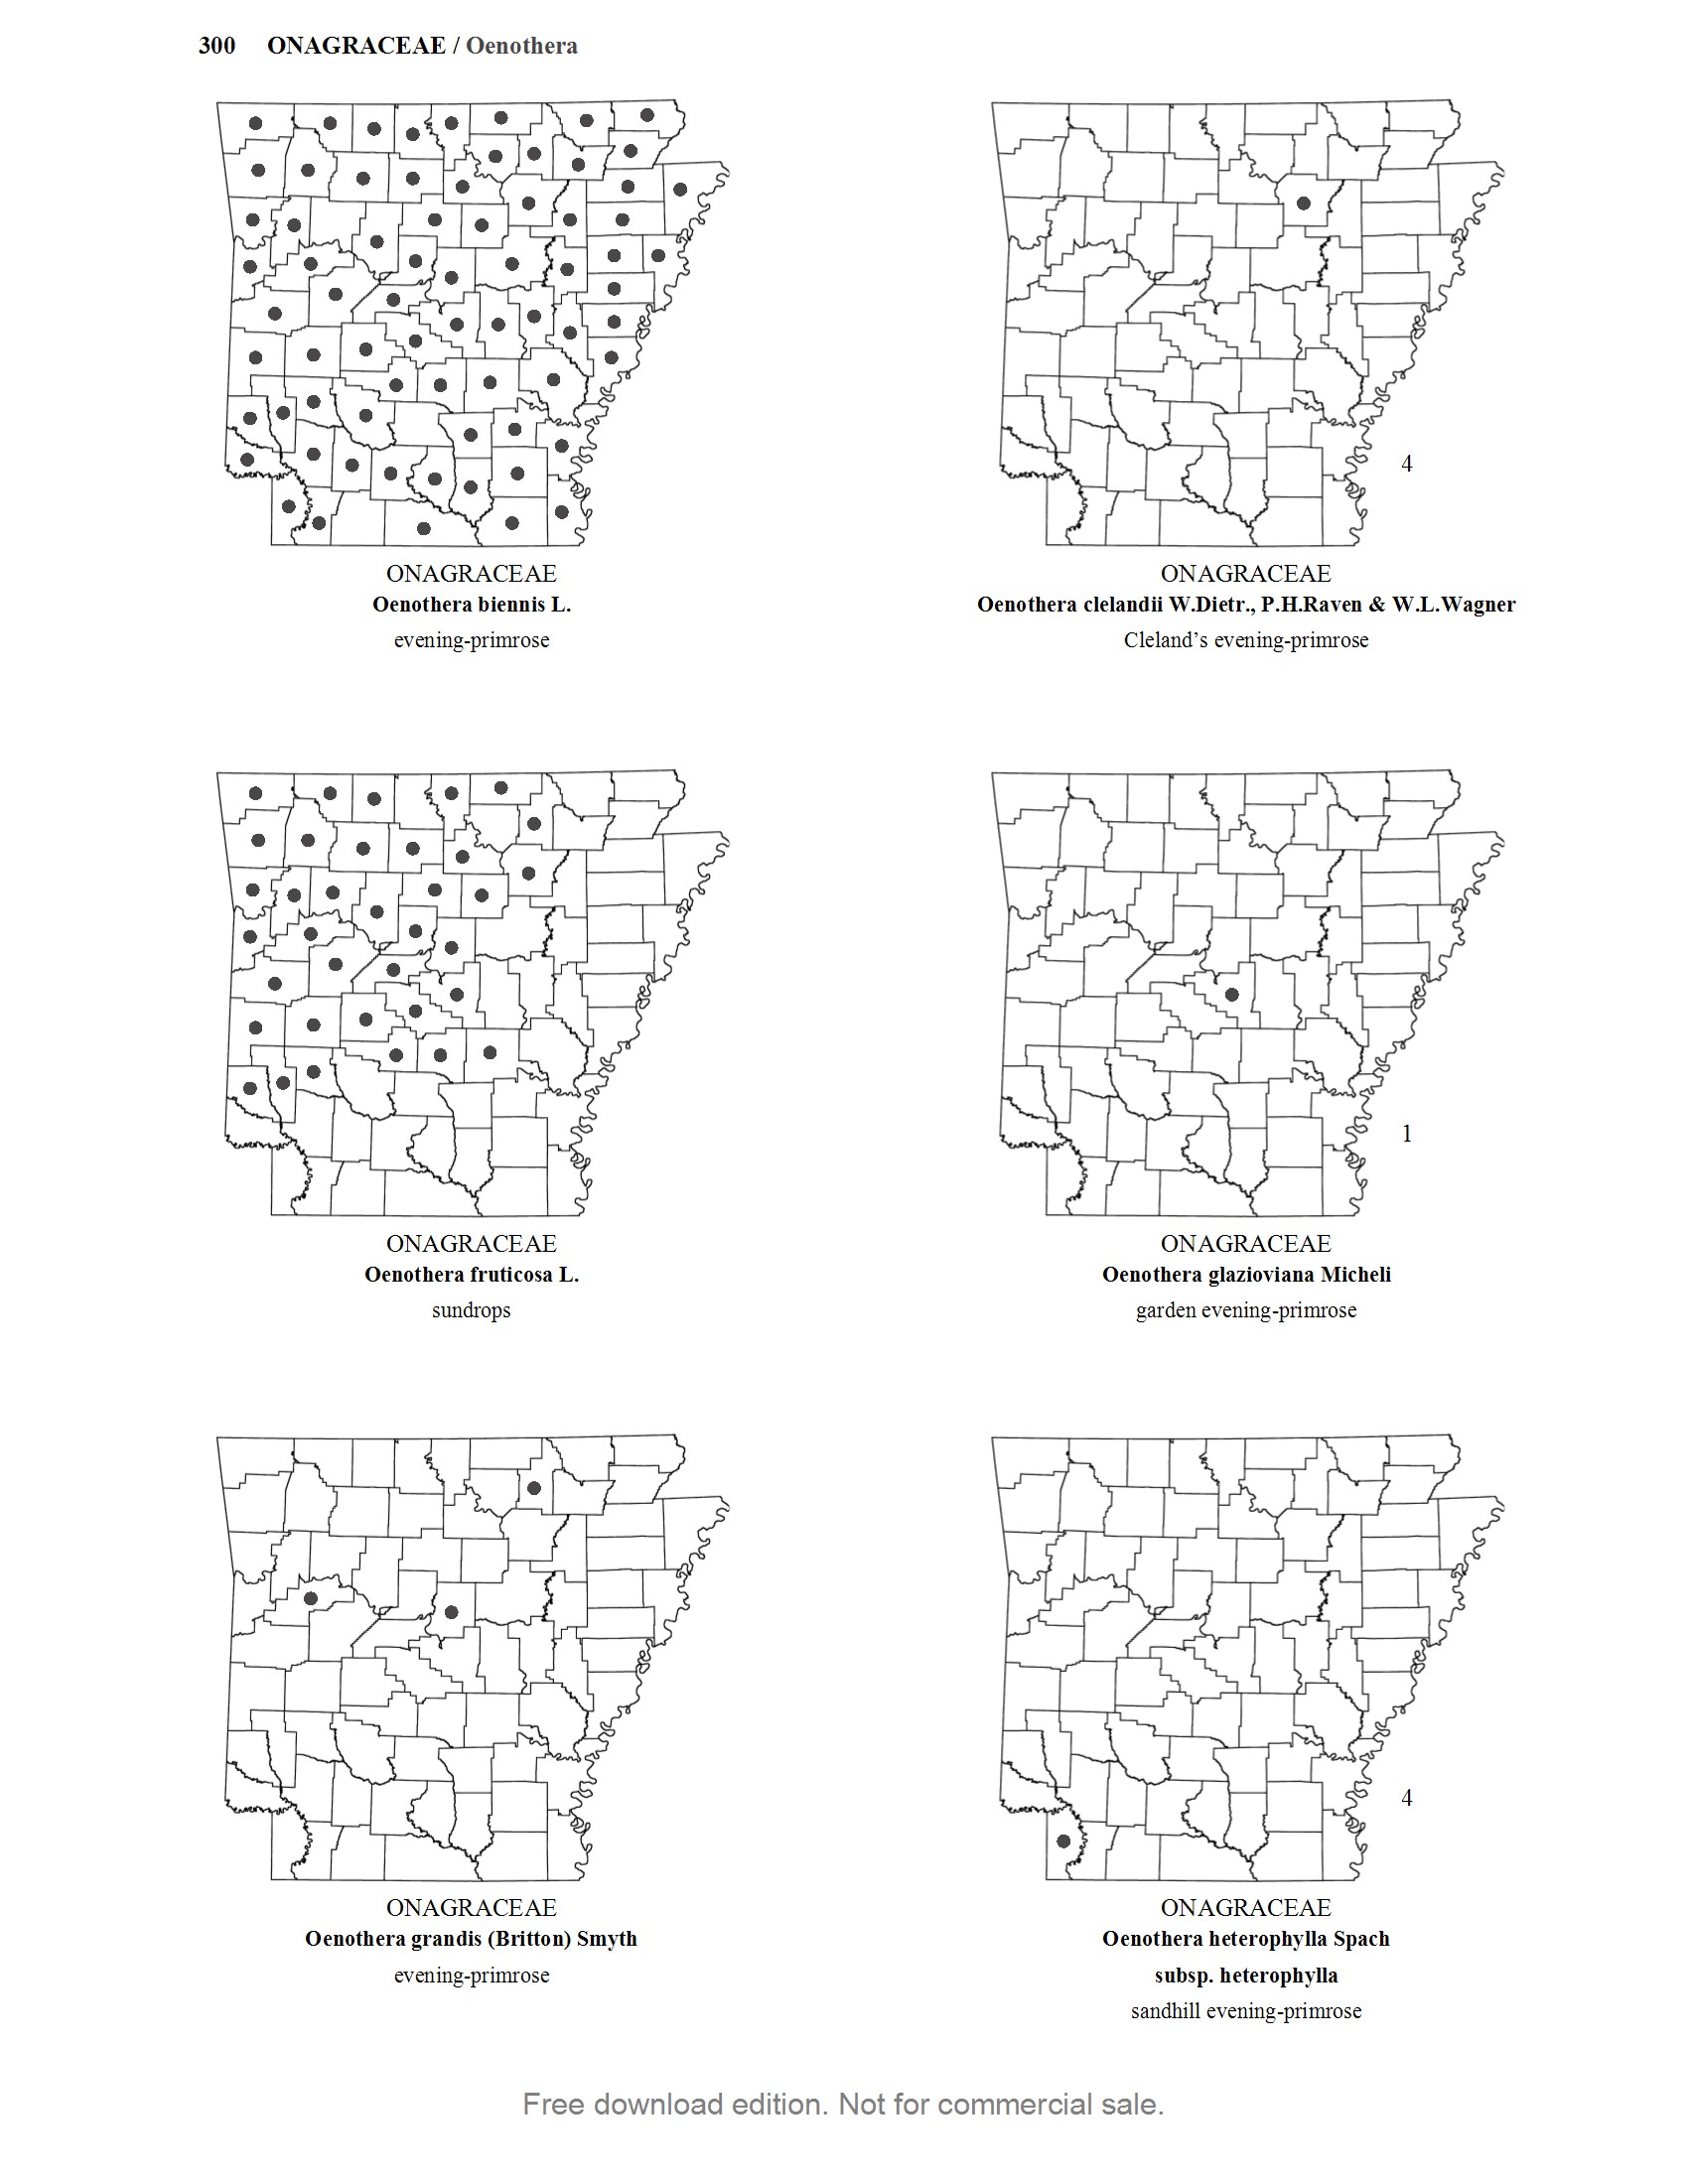 300 ONAGRACEAE / Oenothera
ONAGRACEAE
Oenothera biennis L.
evening-primrose
4
ONAGRACEAE
Oenothera clelandii W.Dietr., P.H.Raven & W.L.Wagner
Cleland’s evening-primrose
ONAGRACEAE
Oenothera fruticosa L.
sundrops
1
ONAGRACEAE
Oenothera glazioviana Micheli
garden evening-primrose
ONAGRACEAE
Oenothera grandis (Britton) Smyth
evening-primrose
4
ONAGRACEAE
Oenothera heterophylla Spach
subsp. heterophylla
sandhill evening-primrose
Free download edition. Not for commercial sale.